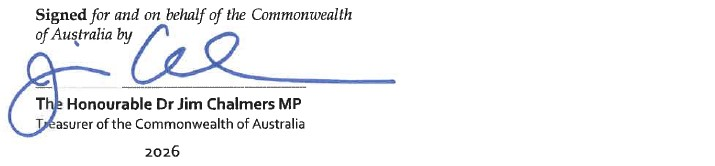 Signed for and on behalf of the Commonwealth
of Australia by
The Honourable Dr Jim Chalmers MP
Treasurer of the Commonwealth of Australia
2026